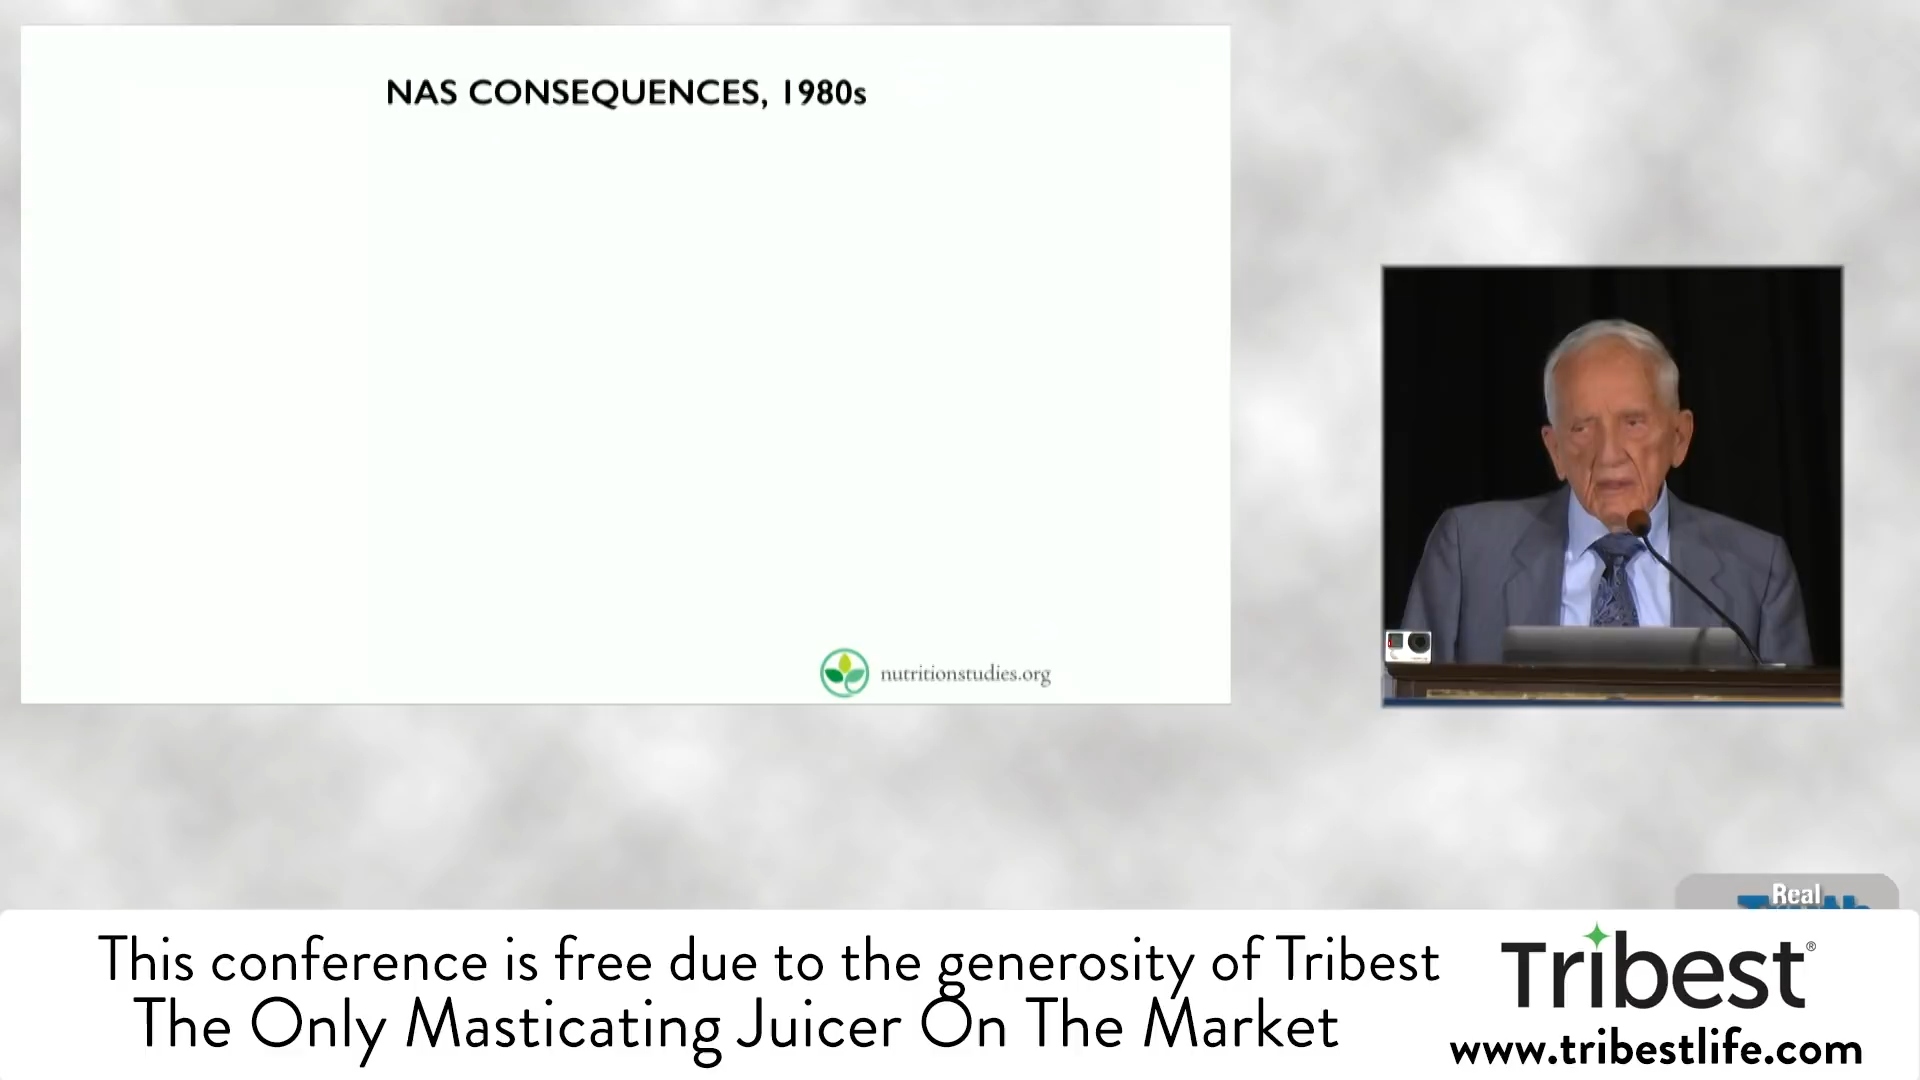 NAS CONSEQUENCES, 1980s
nutritionstudies.org
Real
Truth
This conference is free due to the generosity of Tribest
The Only Masticating Juicer On The Market
Tribest®
www.tribestlife.com